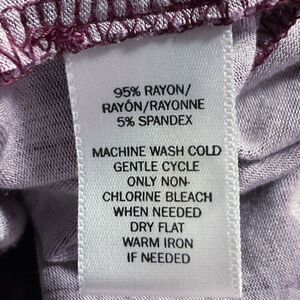 95% RAYON/
RAYÓN/RAYONNE
5% SPANDEX
MACHINE WASH COLD
GENTLE CYCLE
ONLY NON-
CHLORINE BLEACH
WHEN NEEDED
DRY FLAT
WARM IRON
IF NEEDED